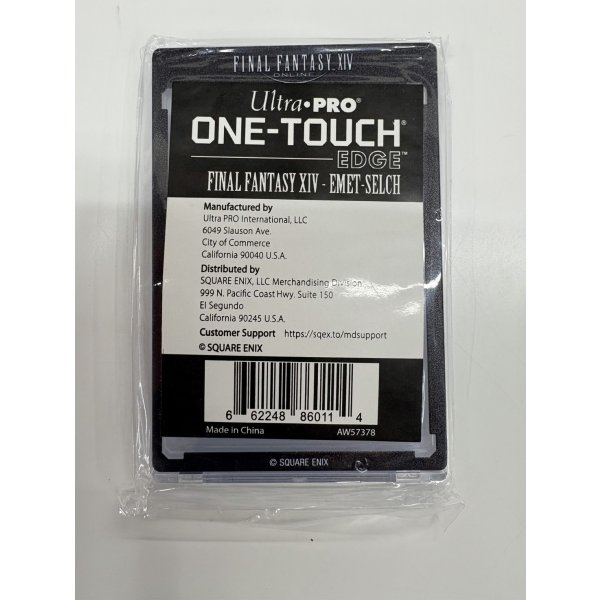 FINAL FANTASY XIV
ONLINE
Ultra•PRO®
ONE-TOUCH®
EDGE™
FINAL FANTASY XIV - EMET-SELCH
Manufactured by
Ultra PRO International, LLC
6049 Slauson Ave.
City of Commerce
California 90040 U.S.A.
Distributed by
SQUARE ENIX, LLC Merchandising Division
999 N. Pacific Coast Hwy. Suite 150
El Segundo
California 90245 U.S.A.
Customer Support https://sqex.to/mdsupport
© SQUARE ENIX
6 62248 86011 4
Made in China AW57378
© SQUARE ENIX